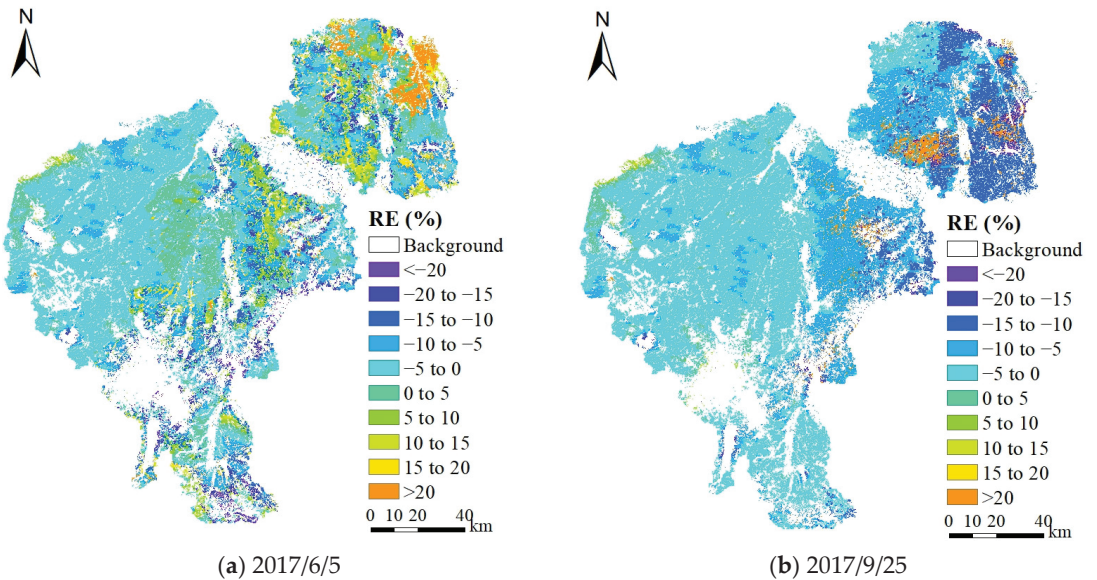 N
RE (%)
Background
<−20
−20 to −15
−15 to −10
−10 to −5
−5 to 0
0 to 5
5 to 10
10 to 15
15 to 20
>20
0 10 20 40
km
(a) 2017/6/5
N
RE (%)
Background
<−20
−20 to −15
−15 to −10
−10 to −5
−5 to 0
0 to 5
5 to 10
10 to 15
15 to 20
>20
0 10 20 40
km
(b) 2017/9/25